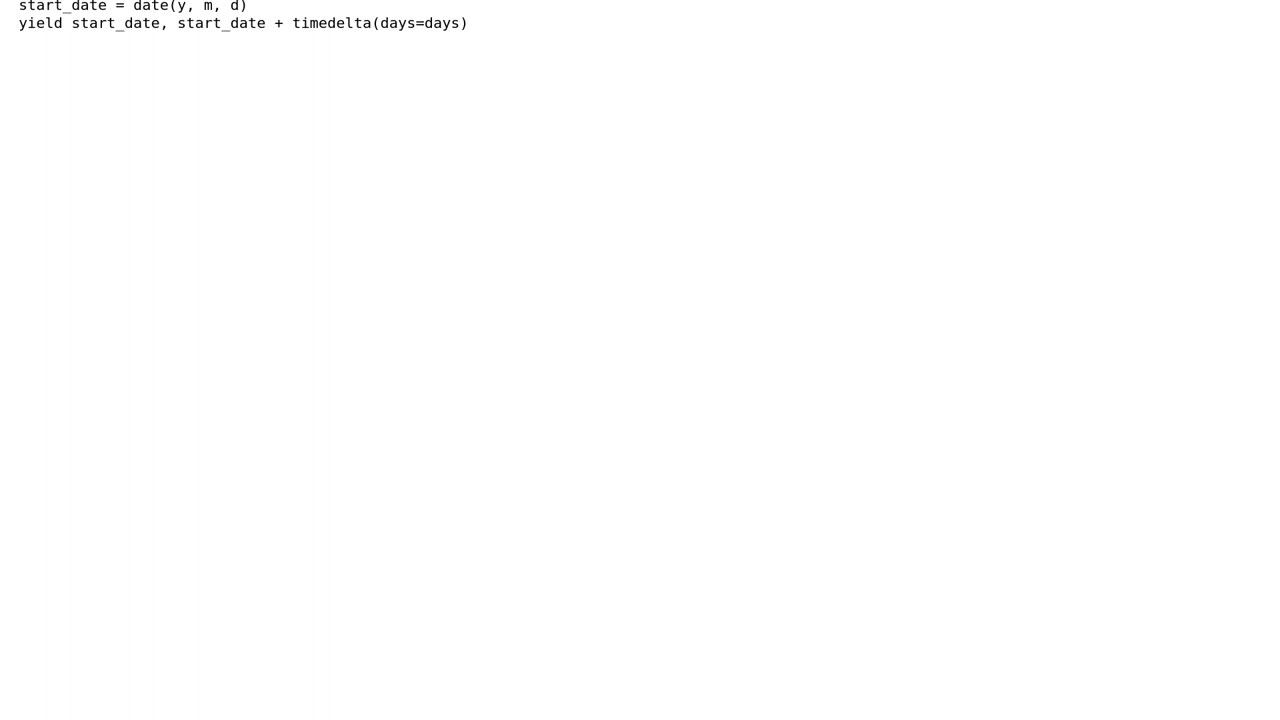 start_date = date(y, m, d)
yield start_date, start_date + timedelta(days=days)